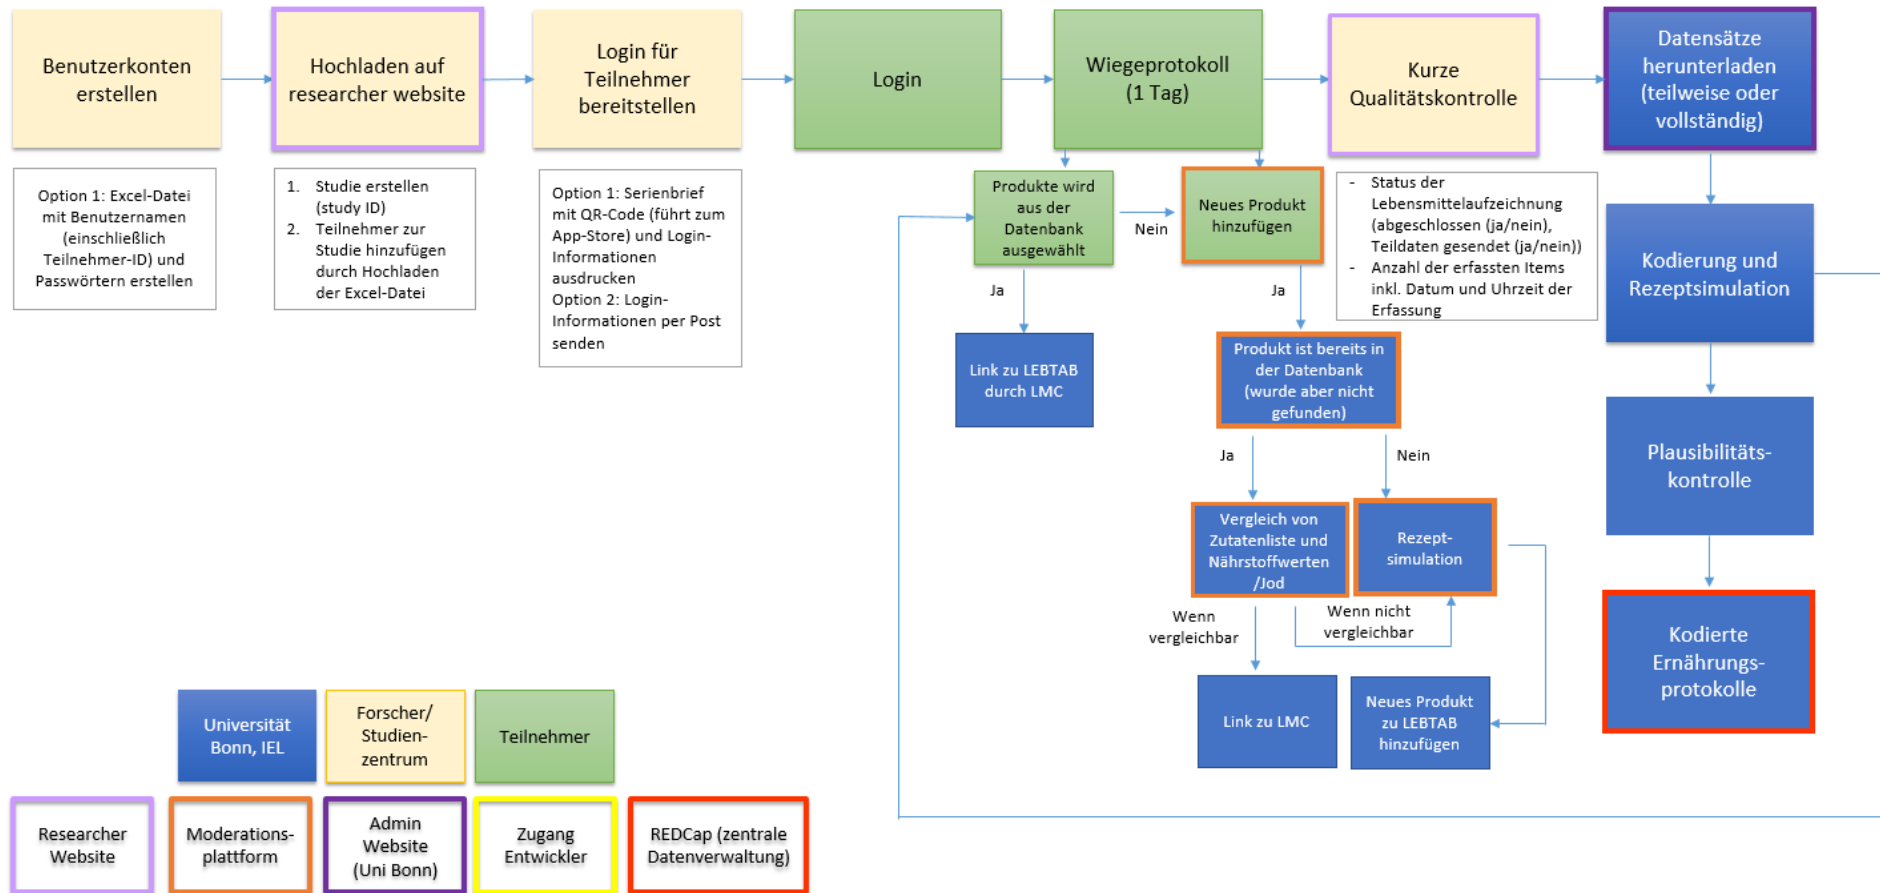 Benutzerkonten
erstellen
Hochladen auf
researcher website
Login für
Teilnehmer
bereitstellen
Login
Wiegeprotokoll
(1 Tag)
Kurze
Qualitätskontrolle
Datensätze
herunterladen
(teilweise oder
vollständig)
Option 1: Excel-Datei
mit Benutzernamen
(einschließlich
Teilnehmer-ID) und
Passwörtern erstellen
1. Studie erstellen
(study ID)
2. Teilnehmer zur
Studie hinzufügen
durch Hochladen
der Excel-Datei
Option 1: Serienbrief
mit QR-Code (führt zum
App-Store) und Login-
Informationen
ausdrucken
Option 2: Login-
Informationen per Post
senden
Produkte wird
aus der
Datenbank
ausgewählt
Nein
Neues Produkt
hinzufügen
- Status der
Lebensmittelaufzeichnung
(abgeschlossen (ja/nein),
Teildaten gesendet (ja/nein))
- Anzahl der erfassten Items
inkl. Datum und Uhrzeit der
Erfassung
Kodierung und
Rezeptsimulation
Ja
Ja
Link zu LEBTAB
durch LMC
Produkt ist bereits in
der Datenbank
(wurde aber nicht
gefunden)
Plausibilitäts-
kontrolle
Ja
Nein
Vergleich von
Zutatenliste und
Nährstoffwerten
/Jod
Rezept-
simulation
Wenn
vergleichbar
Wenn nicht
vergleichbar
Kodierte
Ernährungs-
protokolle
Link zu LMC
Neues Produkt
zu LEBTAB
hinzufügen
Universität
Bonn, IEL
Forscher/
Studien-
zentrum
Teilnehmer
Researcher
Website
Moderations-
plattform
Admin
Website
(Uni Bonn)
Zugang
Entwickler
REDCap (zentrale
Datenverwaltung)